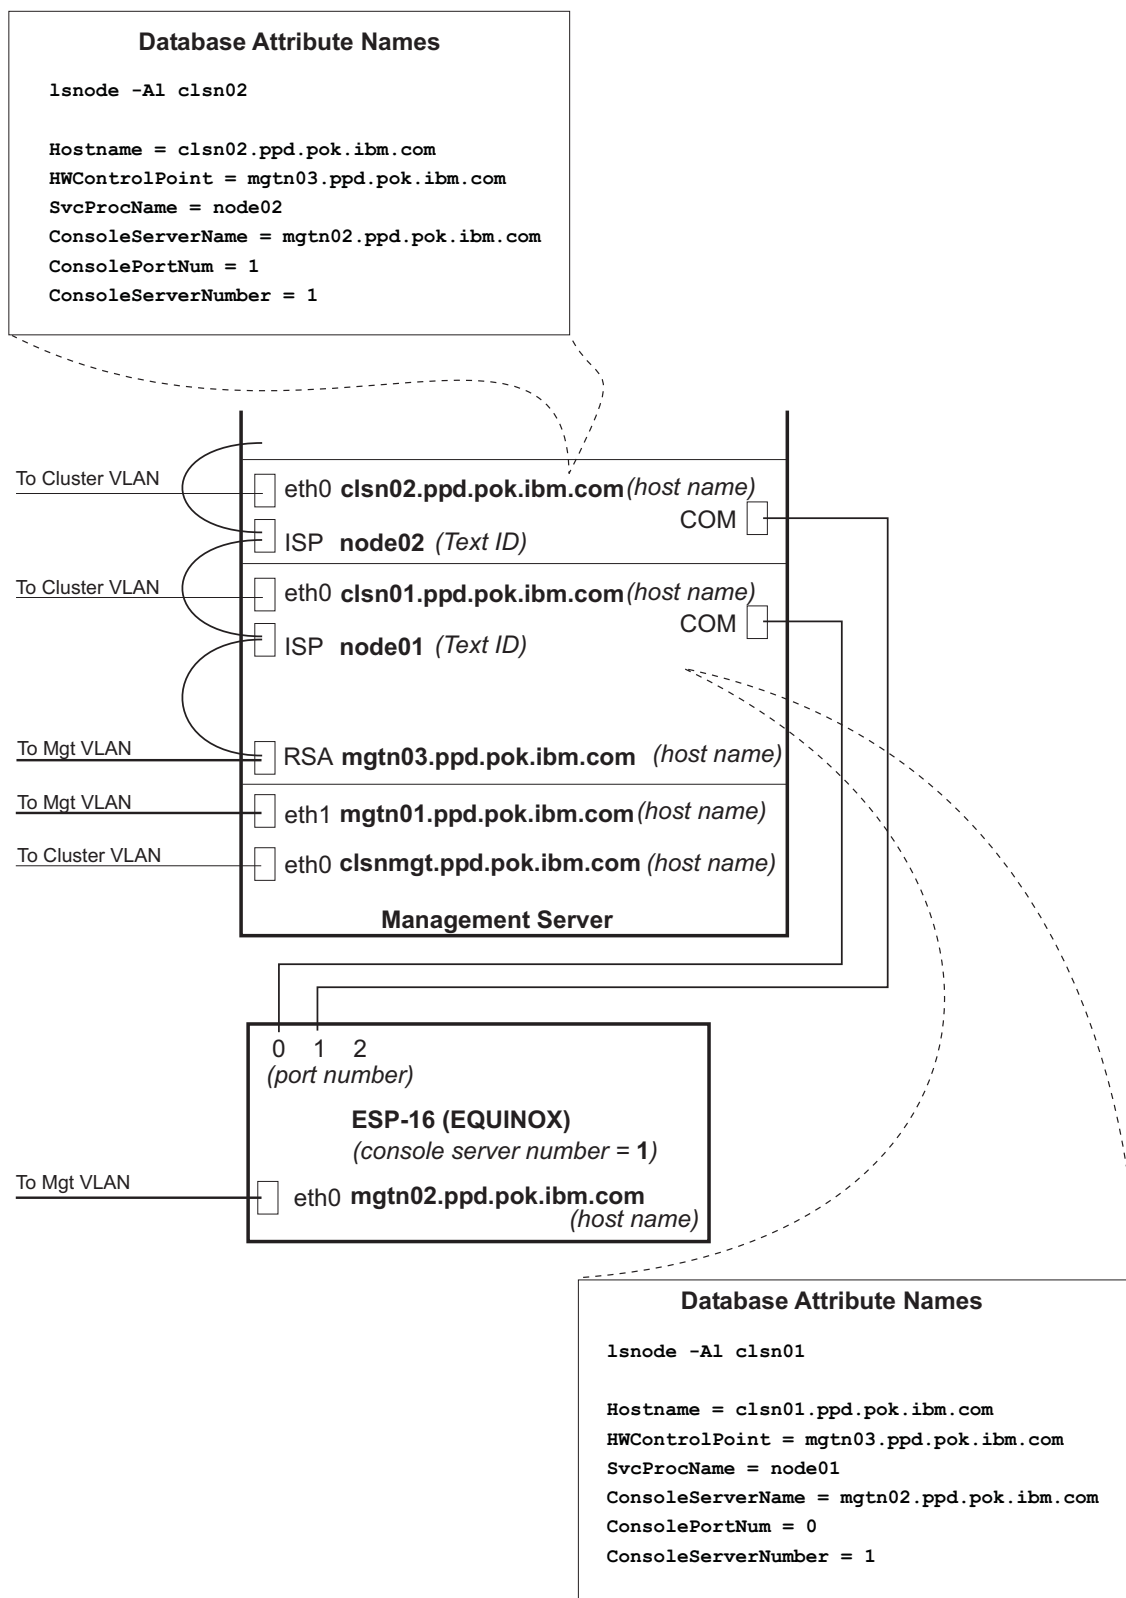 Database Attribute Names
lsnode -Al clsn02
Hostname = clsn02.ppd.pok.ibm.com
HWControlPoint = mgtn03.ppd.pok.ibm.com
SvcProcName = node02
ConsoleServerName = mgtn02.ppd.pok.ibm.com
ConsolePortNum = 1
ConsoleServerNumber = 1
To Cluster VLAN
eth0 clsn02.ppd.pok.ibm.com (host name)
COM
ISP node02 (Text ID)
To Cluster VLAN
eth0 clsn01.ppd.pok.ibm.com (host name)
COM
ISP node01 (Text ID)
To Mgt VLAN
RSA mgtn03.ppd.pok.ibm.com (host name)
To Mgt VLAN
eth1 mgtn01.ppd.pok.ibm.com (host name)
To Cluster VLAN
eth0 clsnmgt.ppd.pok.ibm.com (host name)
Management Server
0 1 2
(port number)
ESP-16 (EQUINOX)
(console server number = 1)
To Mgt VLAN
eth0 mgtn02.ppd.pok.ibm.com
(host name)
Database Attribute Names
lsnode -Al clsn01
Hostname = clsn01.ppd.pok.ibm.com
HWControlPoint = mgtn03.ppd.pok.ibm.com
SvcProcName = node01
ConsoleServerName = mgtn02.ppd.pok.ibm.com
ConsolePortNum = 0
ConsoleServerNumber = 1